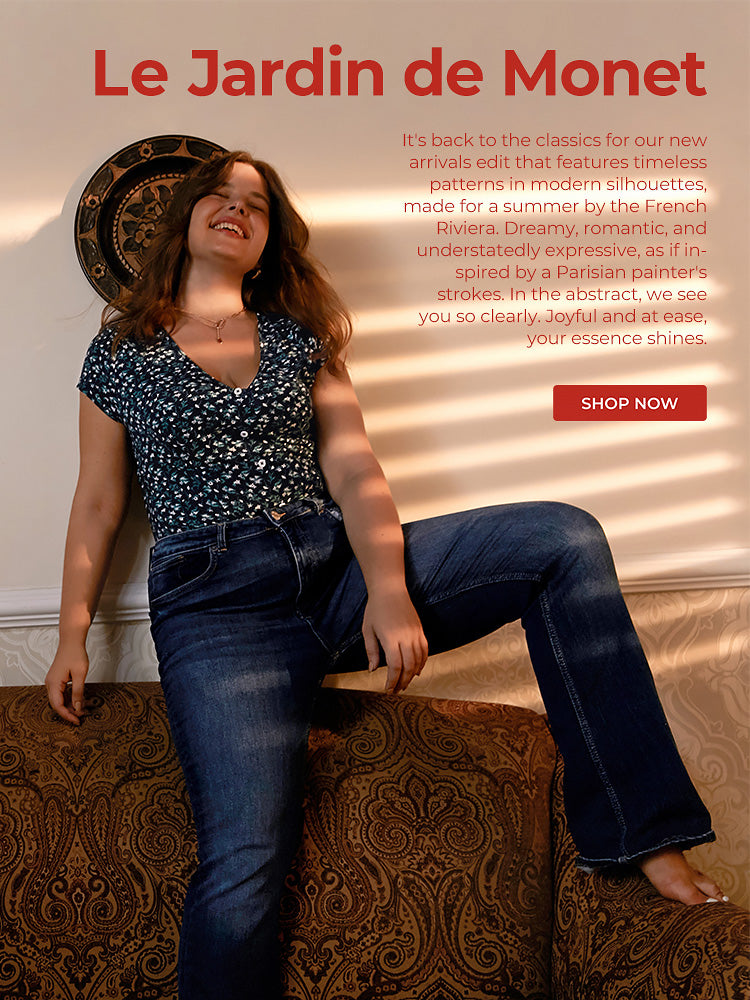 Le Jardin de Monet
It's back to the classics for our new
arrivals edit that features timeless
patterns in modern silhouettes,
made for a summer by the French
Riviera. Dreamy, romantic, and
understatedly expressive, as if in-
spired by a Parisian painter's
strokes. In the abstract, we see
you so clearly. Joyful and at ease,
your essence shines.
SHOP NOW